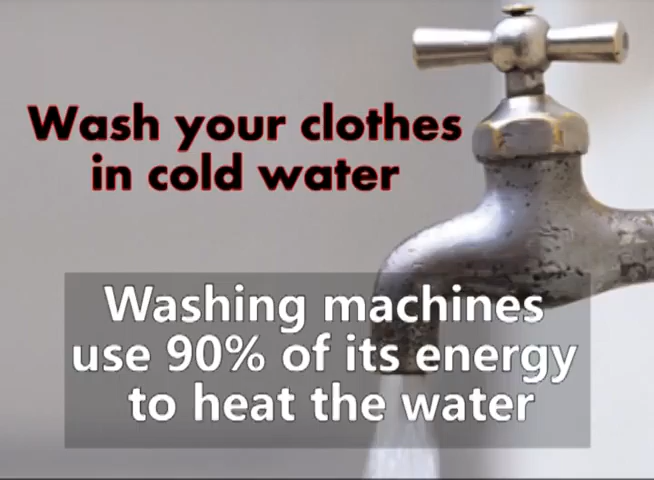 Wash your clothes
in cold water
Washing machines
use 90% of its energy
to heat the water